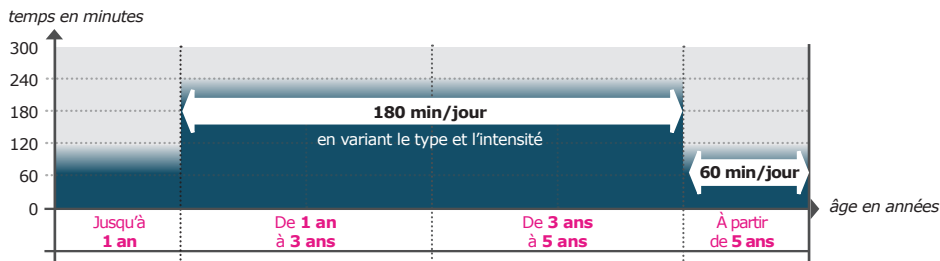 temps en minutes
300
240
180
120
60
0
180 min/jour
en variant le type et l'intensité
60 min/jour
âge en années
Jusqu'à
1 an
De 1 an
à 3 ans
De 3 ans
à 5 ans
À partir
de 5 ans